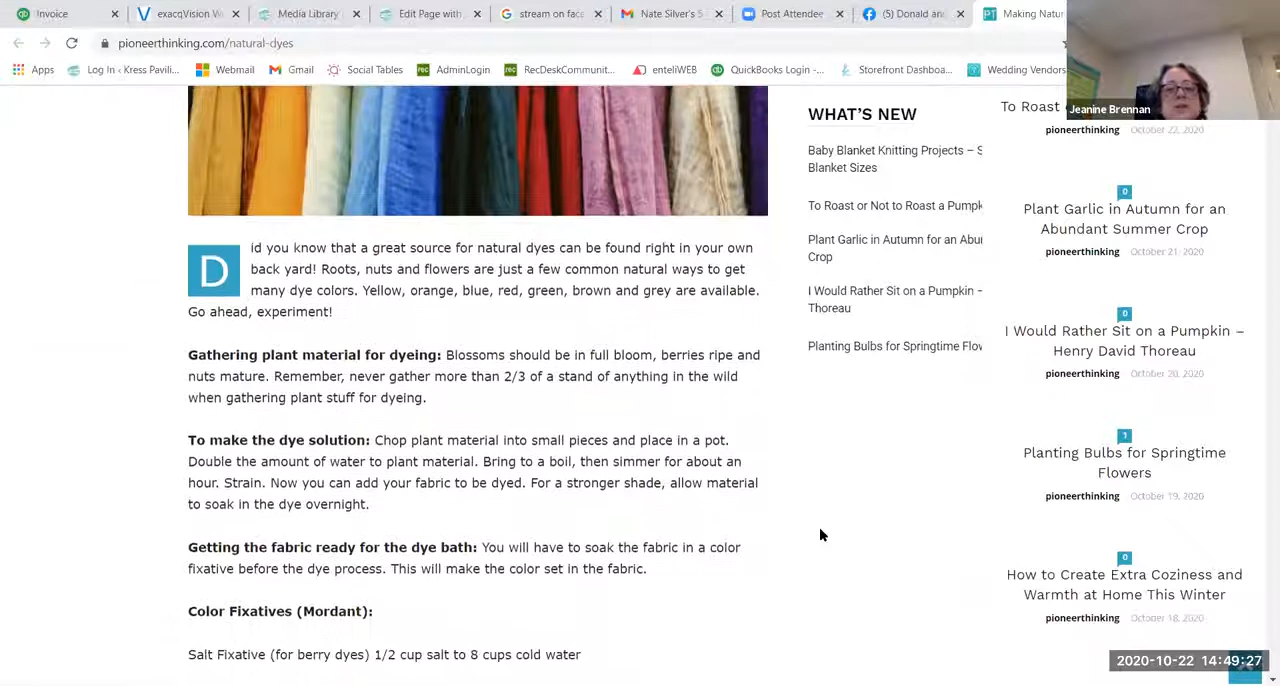 Invoice
exacqVision W
Media Library
Edit Page with
stream on face
Nate Silver's 5
Post Attendee
(5) Donald and
Making Natur
pioneerthinking.com/natural-dyes
Apps
Log In ‹ Kress Pavili...
Webmail
Gmail
Social Tables
AdminLogin
RecDeskCommunit...
enteliWEB
QuickBooks Login -...
Storefront Dashboa...
Wedding Vendors
Jeanine Brennan
Did you know that a great source for natural dyes can be found right in your own
back yard! Roots, nuts and flowers are just a few common natural ways to get
many dye colors. Yellow, orange, blue, red, green, brown and grey are available.
Go ahead, experiment!
Gathering plant material for dyeing: Blossoms should be in full bloom, berries ripe and
nuts mature. Remember, never gather more than 2/3 of a stand of anything in the wild
when gathering plant stuff for dyeing.
To make the dye solution: Chop plant material into small pieces and place in a pot.
Double the amount of water to plant material. Bring to a boil, then simmer for about an
hour. Strain. Now you can add your fabric to be dyed. For a stronger shade, allow material
to soak in the dye overnight.
Getting the fabric ready for the dye bath: You will have to soak the fabric in a color
fixative before the dye process. This will make the color set in the fabric.
Color Fixatives (Mordant):
Salt Fixative (for berry dyes) 1/2 cup salt to 8 cups cold water
WHAT'S NEW
Baby Blanket Knitting Projects – S
Blanket Sizes
To Roast or Not to Roast a Pumpk
Plant Garlic in Autumn for an Abu
Crop
I Would Rather Sit on a Pumpkin –
Thoreau
Planting Bulbs for Springtime Flow
To Roast
pioneerthinking October 22, 2020
0
Plant Garlic in Autumn for an
Abundant Summer Crop
pioneerthinking October 21, 2020
0
I Would Rather Sit on a Pumpkin –
Henry David Thoreau
pioneerthinking October 20, 2020
1
Planting Bulbs for Springtime
Flowers
pioneerthinking October 19, 2020
0
How to Create Extra Coziness and
Warmth at Home This Winter
pioneerthinking October 18, 2020
2020-10-22 14:49:27